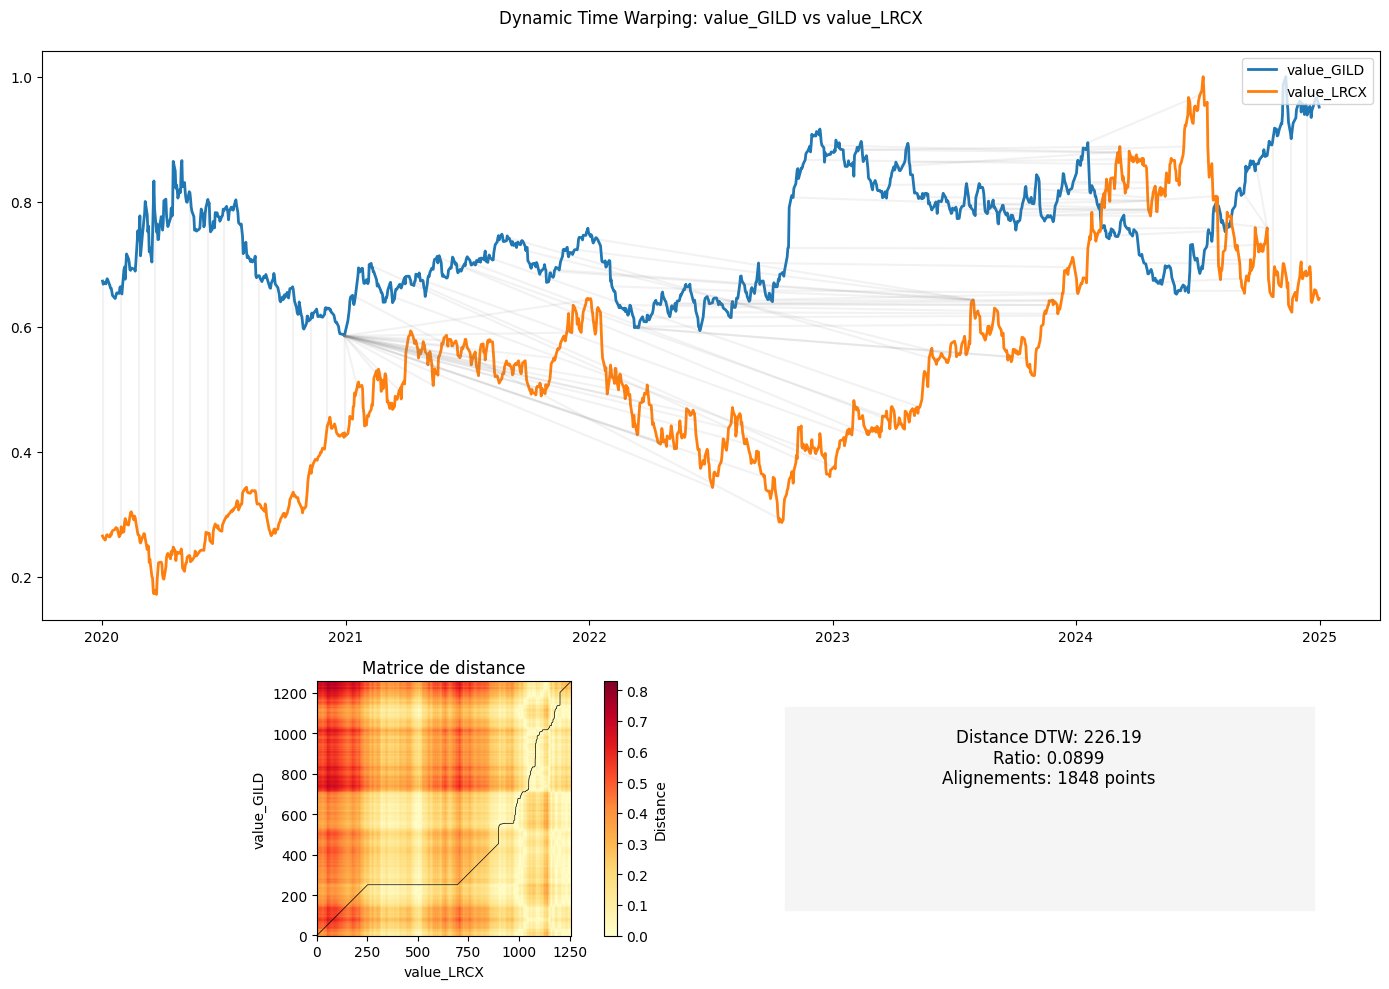 Dynamic Time Warping: value_GILD vs value_LRCX
value_GILD
value_LRCX
1.0
0.8
0.6
0.4
0.2
2020 2021 2022 2023 2024 2025
Matrice de distance
value_GILD
1200
1000
800
600
400
200
0
0 250 500 750 1000 1250
value_LRCX
0.8
0.7
0.6
0.5
0.4
0.3
0.2
0.1
0.0
Distance
Distance DTW: 226.19
Ratio: 0.0899
Alignements: 1848 points